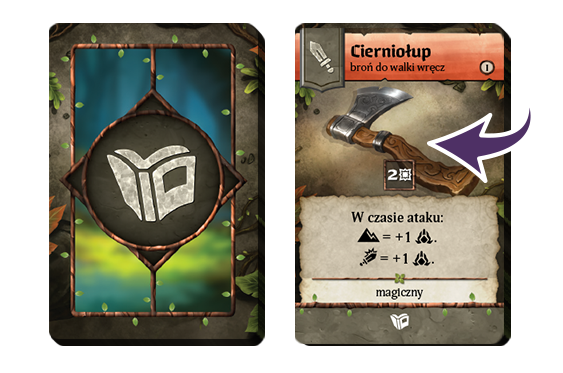 Cierniołup
broń do walki wręcz
1
2
W czasie ataku:
= +1 .
= +1 .
magiczny